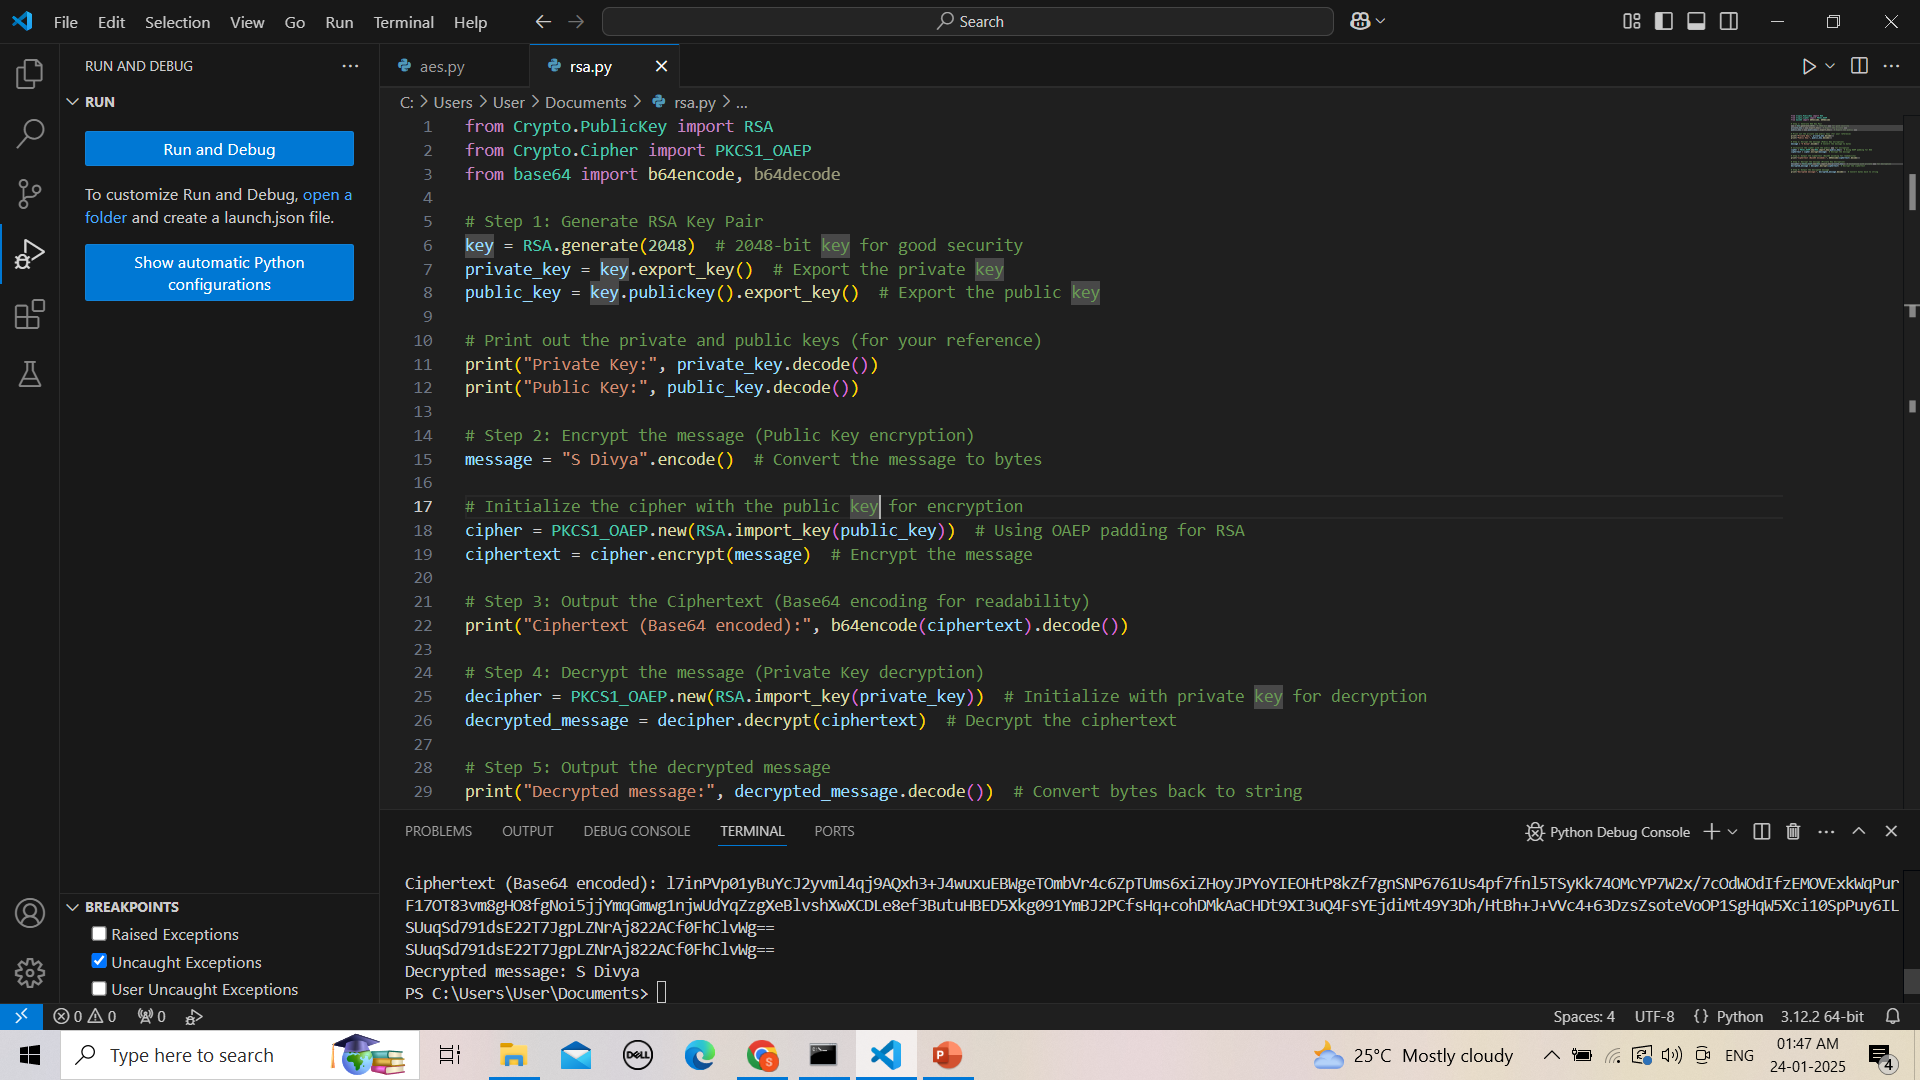 File Edit Selection View Go Run Terminal Help
Search
RUN AND DEBUG
RUN
Run and Debug
To customize Run and Debug, open a
folder and create a launch.json file.
Show automatic Python
configurations
aes.py
rsa.py
C: > Users > User > Documents > rsa.py > ...
1 from Crypto.PublicKey import RSA
2 from Crypto.Cipher import PKCS1_OAEP
3 from base64 import b64encode, b64decode
4
5 # Step 1: Generate RSA Key Pair
6 key = RSA.generate(2048)  # 2048-bit key for good security
7 private_key = key.export_key()  # Export the private key
8 public_key = key.publickey().export_key()  # Export the public key
9
10 # Print out the private and public keys (for your reference)
11 print("Private Key:", private_key.decode())
12 print("Public Key:", public_key.decode())
13
14 # Step 2: Encrypt the message (Public Key encryption)
15 message = "S Divya".encode()  # Convert the message to bytes
16
17 # Initialize the cipher with the public key for encryption
18 cipher = PKCS1_OAEP.new(RSA.import_key(public_key))  # Using OAEP padding for RSA
19 ciphertext = cipher.encrypt(message)  # Encrypt the message
20
21 # Step 3: Output the Ciphertext (Base64 encoding for readability)
22 print("Ciphertext (Base64 encoded):", b64encode(ciphertext).decode())
23
24 # Step 4: Decrypt the message (Private Key decryption)
25 decipher = PKCS1_OAEP.new(RSA.import_key(private_key))  # Initialize with private key for decryption
26 decrypted_message = decipher.decrypt(ciphertext)  # Decrypt the ciphertext
27
28 # Step 5: Output the decrypted message
29 print("Decrypted message:", decrypted_message.decode())  # Convert bytes back to string
PROBLEMS OUTPUT DEBUG CONSOLE TERMINAL PORTS
Python Debug Console
Ciphertext (Base64 encoded): l7inPVp01yBuYcJ2yvml4qj9AQxh3+J4wuxuEBWgeTOmbVr4c6ZpTUms6xiZHoyJPYoYIEOHtP8kZf7gnSNP6761Us4pf7fnl5TSyKk74OMcYP7W2x/7cOdWOdIfzEMOVExkWqPur
F17OT83vm8gHO8fgNoi5jjYmqGmwg1njwUdYqZzgXeBlvshXwXCDLe8ef3ButuHBED5Xkg091YmBJ2PCfsHq+cohDMkAaCHDt9XI3uQ4FsYEjdiMt49Y3Dh/HtBh+J+VVc4+63DzsZsoteVoOP1SgHqW5Xci10SpPuy6IL
SUuqSd791dsE22T7JgpLZNrAj822ACf0FhClvWg==
SUuqSd791dsE22T7JgpLZNrAj822ACf0FhClvWg==
Decrypted message: S Divya
PS C:\Users\User\Documents>
BREAKPOINTS
Raised Exceptions
Uncaught Exceptions
User Uncaught Exceptions
0 0 0
Spaces: 4 UTF-8 {} Python 3.12.2 64-bit
Type here to search
DELL
S
P
25°C Mostly cloudy
ENG
01:47 AM
24-01-2025
4